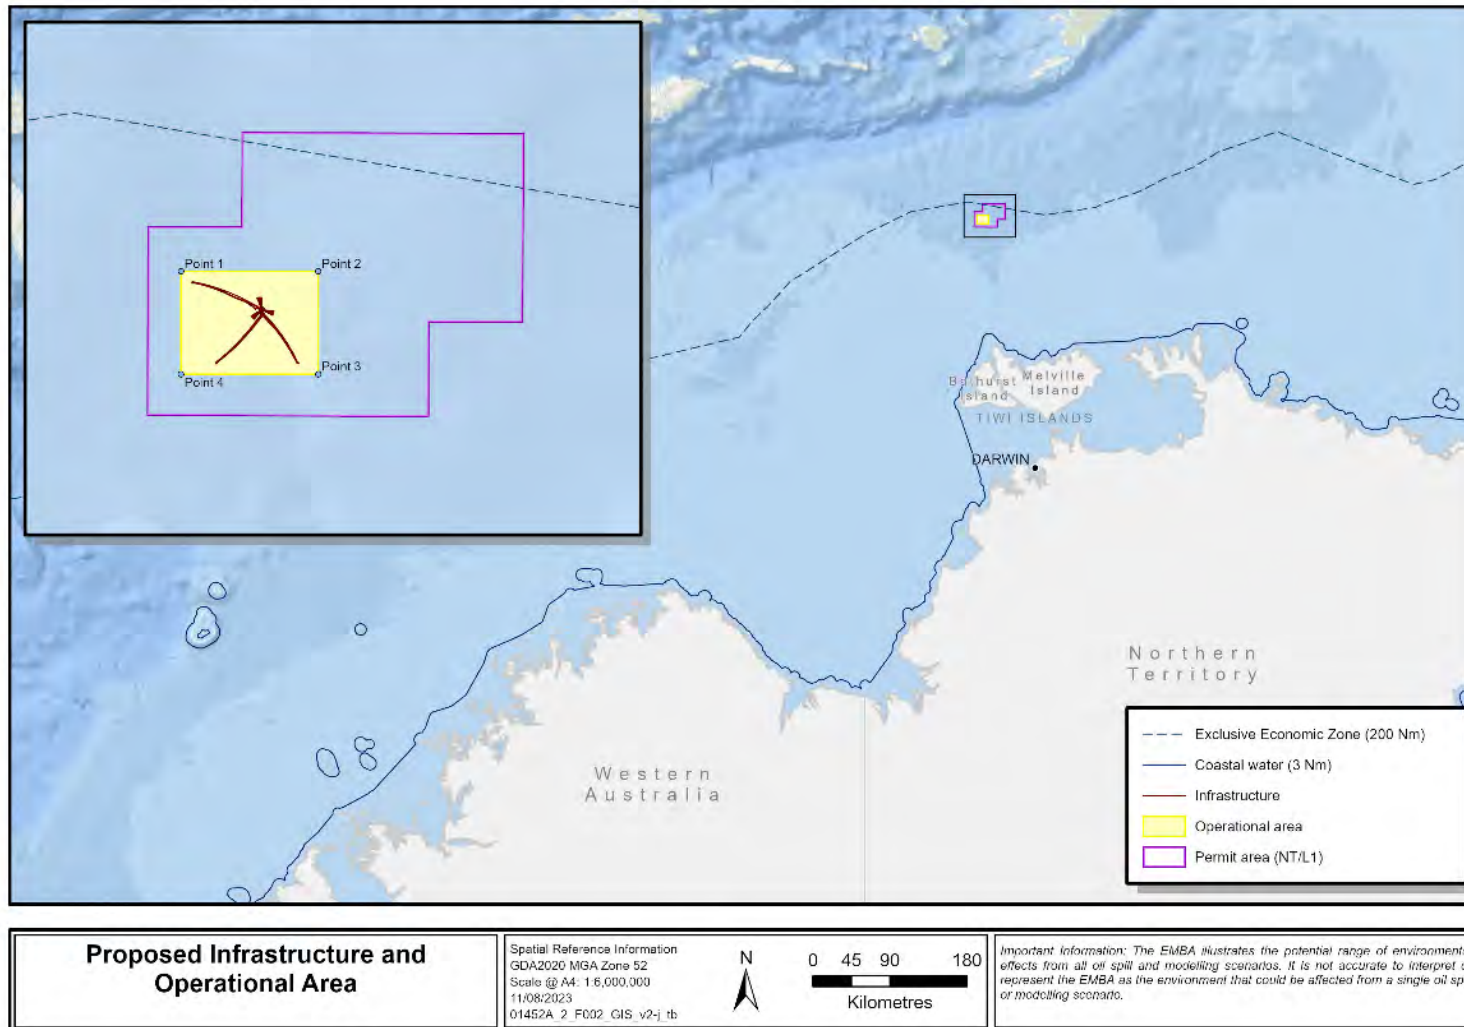 Point 1
Point 2
Point 3
Point 4
Bathurst
Island
Melville
Island
TIWI ISLANDS
DARWIN
Northern
Territory
Western
Australia
Exclusive Economic Zone (200 Nm)
Coastal water (3 Nm)
Infrastructure
Operational area
Permit area (NT/L1)
Proposed Infrastructure and
Operational Area
Spatial Reference Information
GDA2020 MGA Zone 52
Scale @ A4: 1:6,000,000
11/08/2023
01452A_2_F002_GIS_v2-j_tb
N
0 45 90 180
Kilometres
Important Information: The EMBA illustrates the potential range of environment
effects from all oil spill and modelling scenarios. It is not accurate to interpret
represent the EMBA as the environment that could be affected from a single oil sp
or modelling scenario.